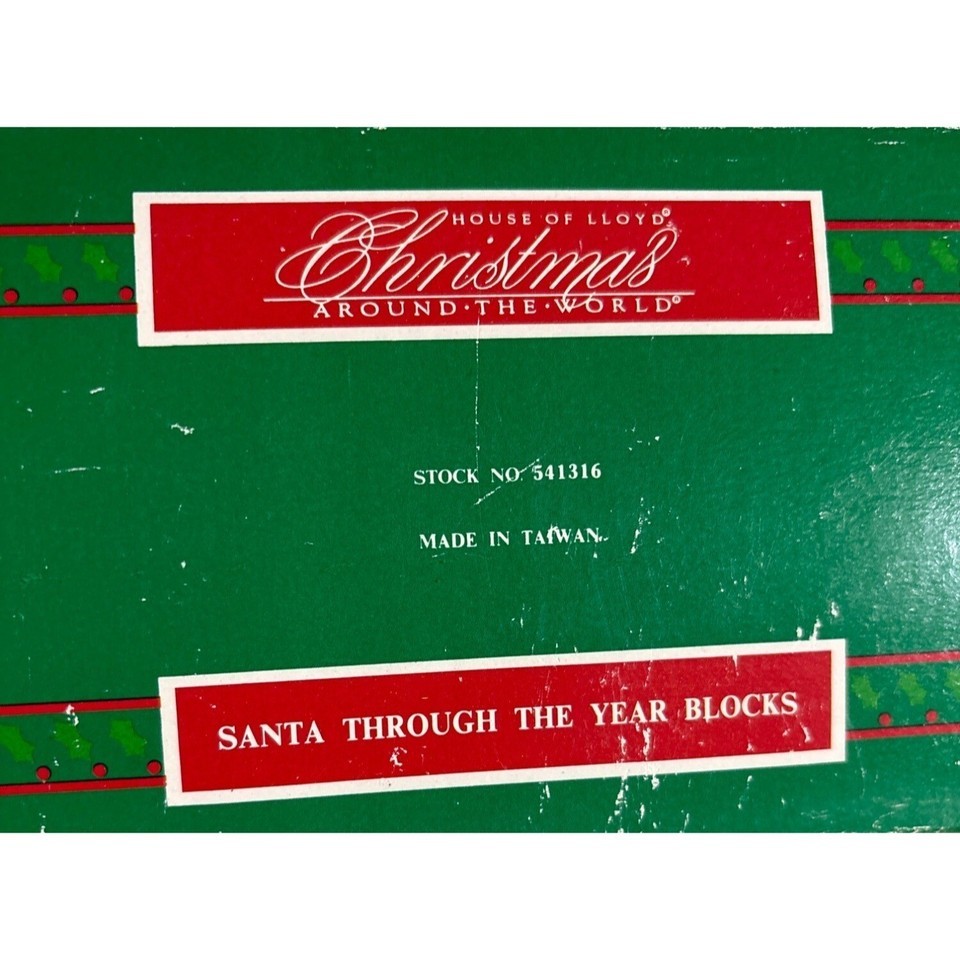 HOUSE OF LLOYD®
Christmas
AROUND·THE·WORLD®
STOCK NO. 541316
MADE IN TAIWAN
SANTA THROUGH THE YEAR BLOCKS